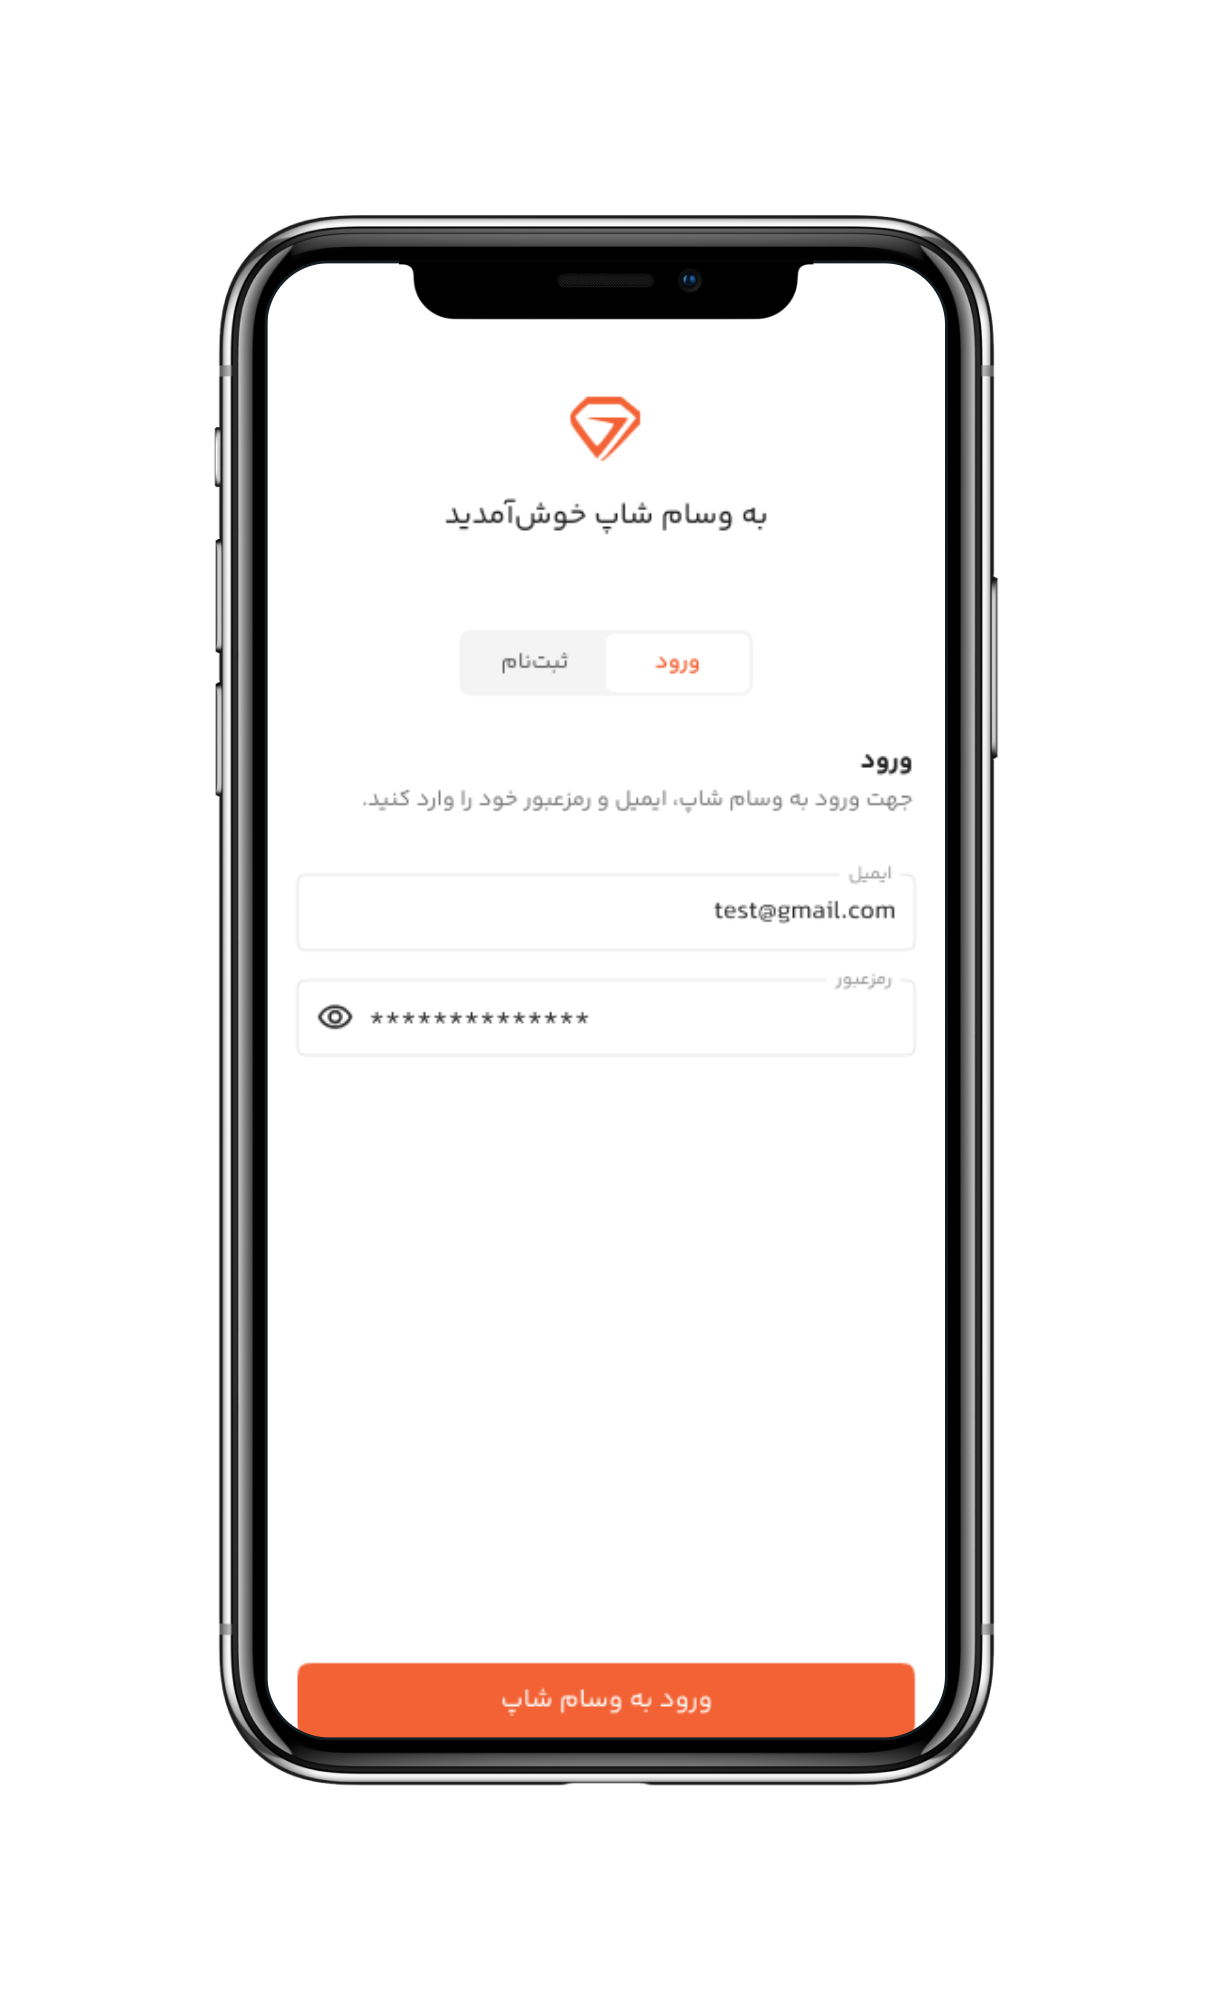 به وسام شاپ خوش‌آمدید
ورود
ثبت‌نام
ورود
جهت ورود به وسام شاپ، ایمیل و رمزعبور خود را وارد کنید.
ایمیل
test@gmail.com
رمزعبور
**************
ورود به وسام شاپ